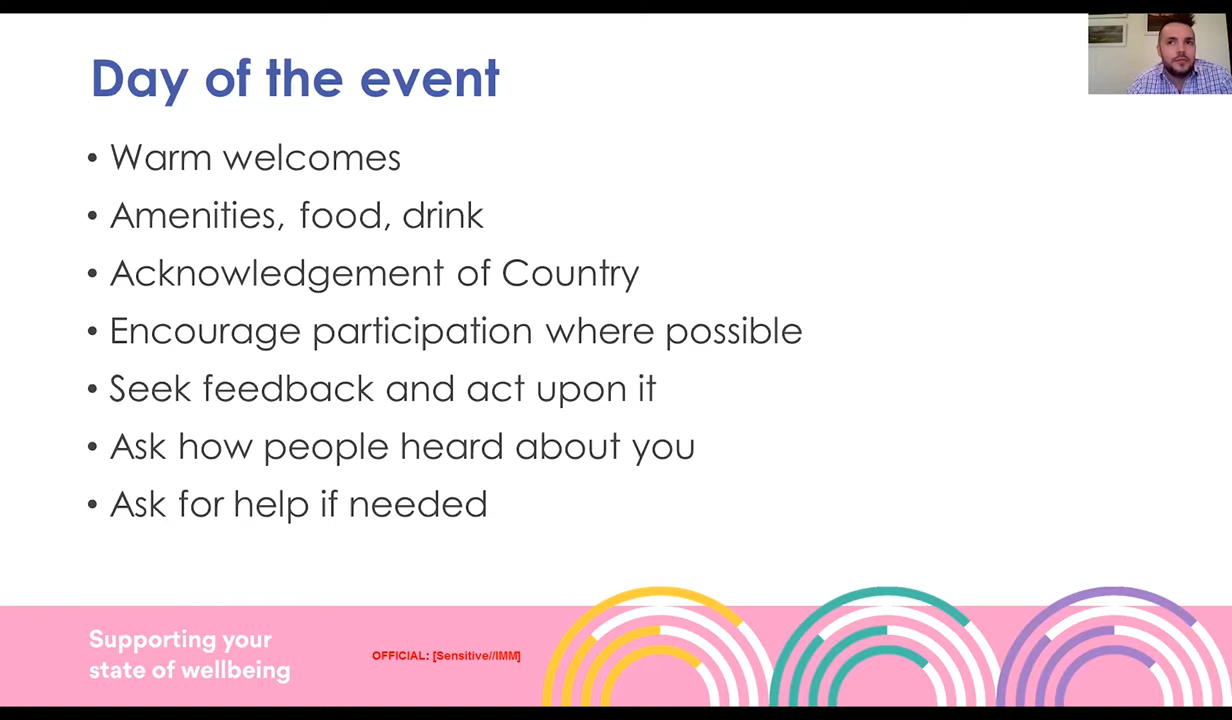 Day of the event
• Warm welcomes
• Amenities, food, drink
• Acknowledgement of Country
• Encourage participation where possible
• Seek feedback and act upon it
• Ask how people heard about you
• Ask for help if needed
Supporting your
state of wellbeing
OFFICIAL: [Sensitive//IMM]